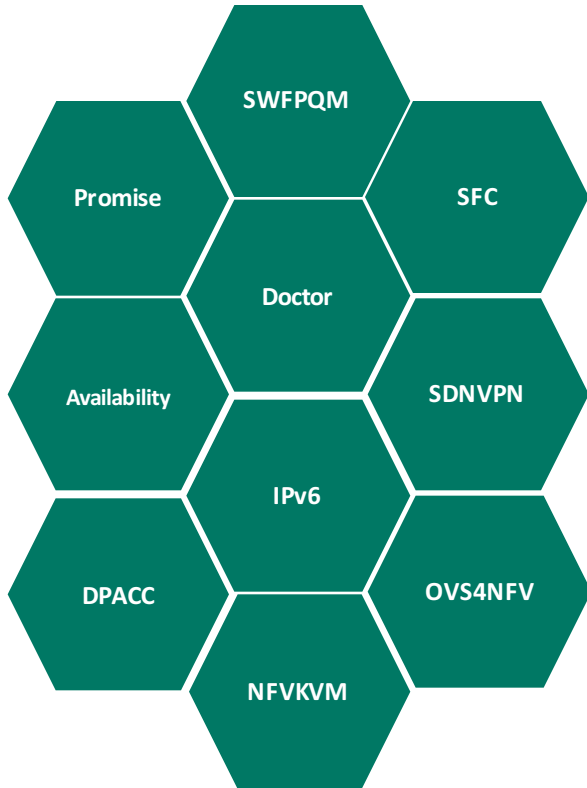 SWFPQM
Promise
SFC
Doctor
Availability
SDNVPN
IPv6
DPACC
OVS4NFV
NFVKVM